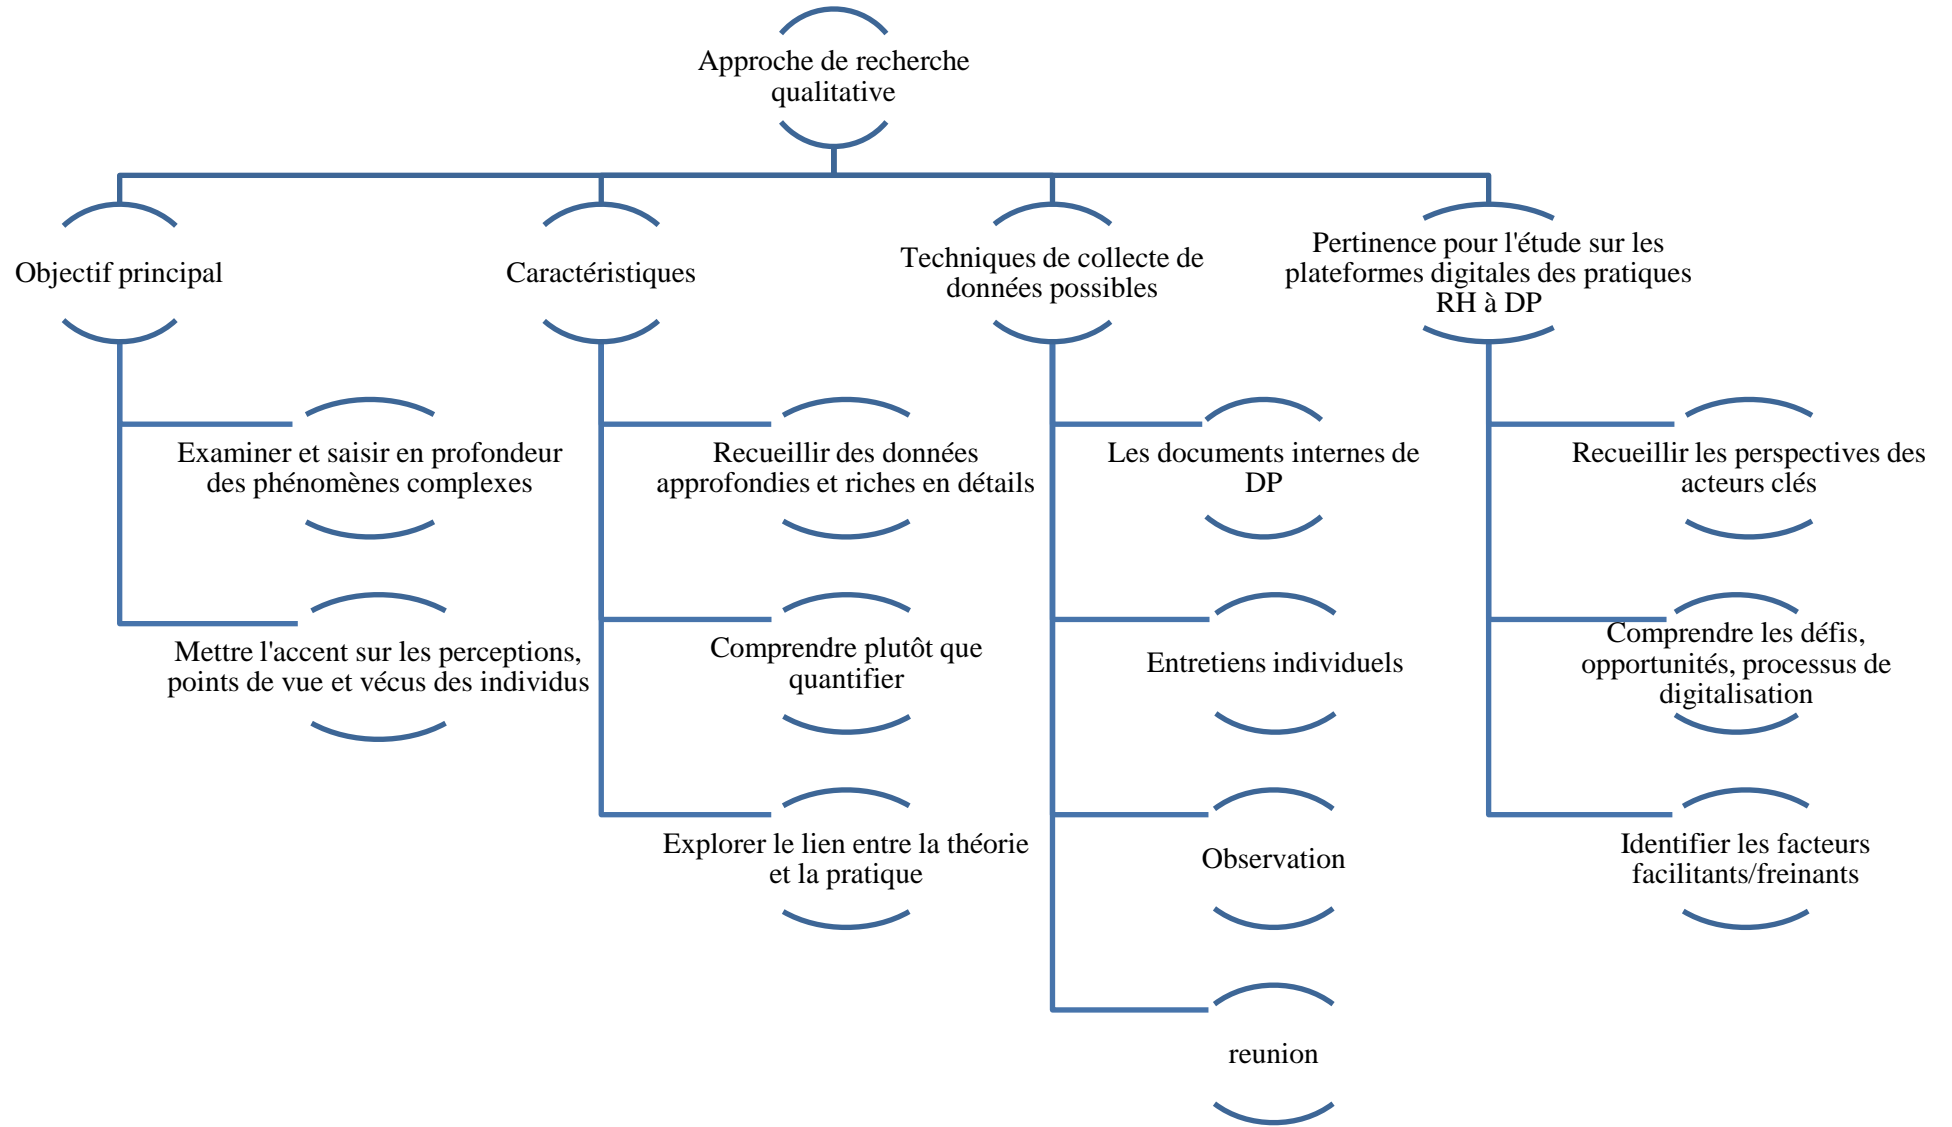 Approche de recherche
qualitative
Objectif principal
Examiner et saisir en profondeur
des phénomènes complexes
Mettre l'accent sur les perceptions,
points de vue et vécus des individus
Caractéristiques
Recueillir des données
approfondies et riches en détails
Comprendre plutôt que
quantifier
Explorer le lien entre la théorie
et la pratique
Techniques de collecte de
données possibles
Les documents internes de
DP
Entretiens individuels
Observation
reunion
Pertinence pour l'étude sur les
plateformes digitales des pratiques
RH à DP
Recueillir les perspectives des
acteurs clés
Comprendre les défis,
opportunités, processus de
digitalisation
Identifier les facteurs
facilitants/freinants